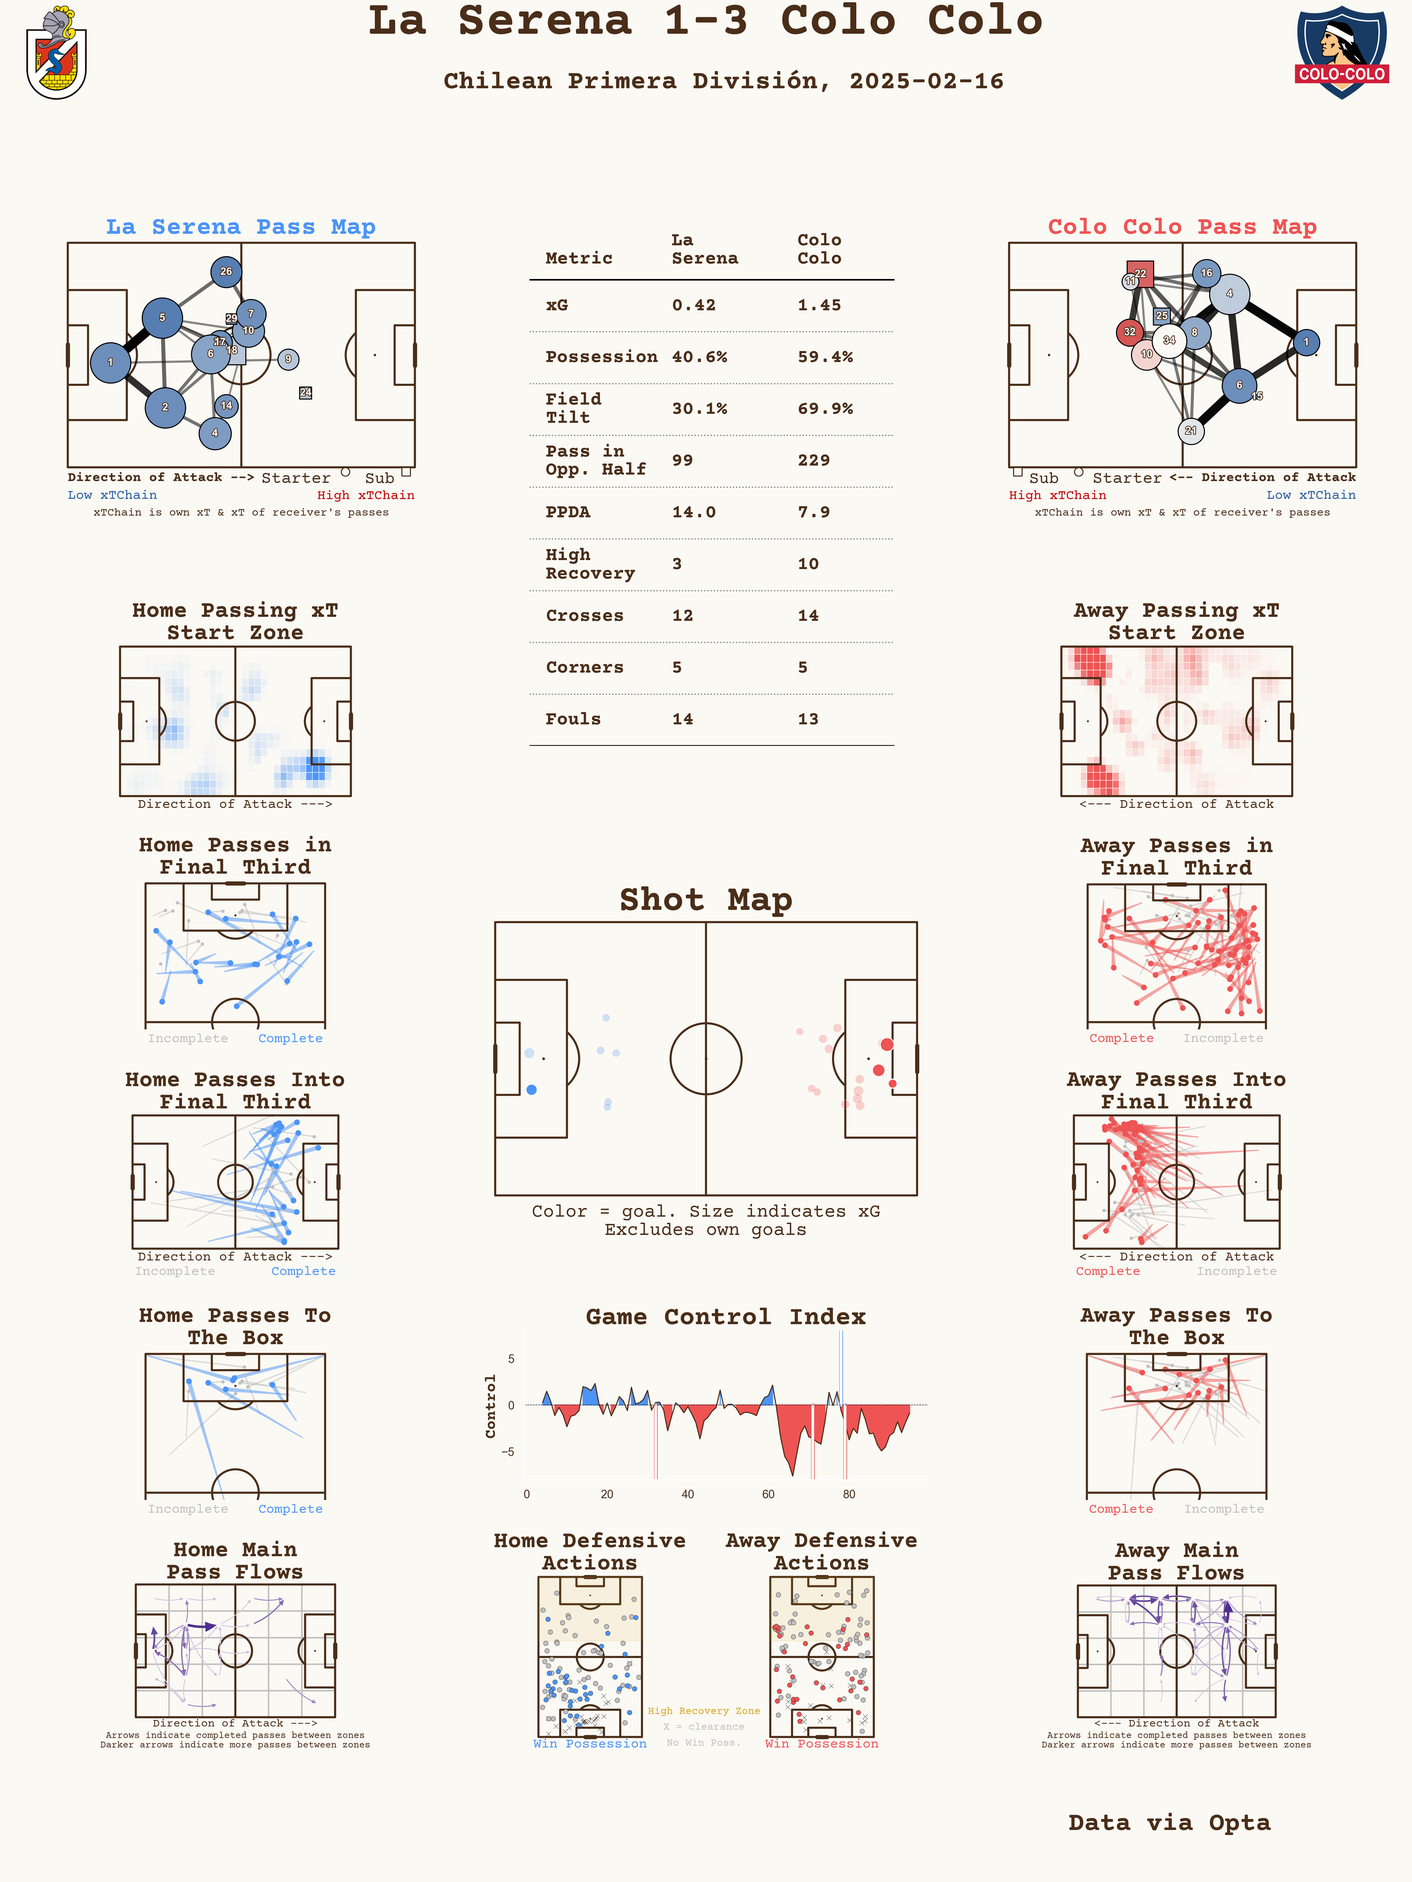 La Serena 1-3 Colo Colo
Chilean Primera División, 2025-02-16
COLO-COLO
La Serena Pass Map
26
5
7
29
10
17
1
6
18
9
24
2
14
4
Direction of Attack --> Starter Sub
Low xTChain High xTChain
xTChain is own xT & xT of receiver's passes
Metric La Serena Colo Colo
xG 0.42 1.45
Possession 40.6% 59.4%
Field Tilt 30.1% 69.9%
Pass in Opp. Half 99 229
PPDA 14.0 7.9
High Recovery 3 10
Crosses 12 14
Corners 5 5
Fouls 14 13
Colo Colo Pass Map
22
16
11
4
25
32
8
34
1
10
6
15
21
Sub Starter <-- Direction of Attack
High xTChain Low xTChain
xTChain is own xT & xT of receiver's passes
Home Passing xT
Start Zone
Direction of Attack --->
Away Passing xT
Start Zone
<--- Direction of Attack
Home Passes in
Final Third
Incomplete Complete
Away Passes in
Final Third
Complete Incomplete
Shot Map
Color = goal. Size indicates xG
Excludes own goals
Home Passes Into
Final Third
Direction of Attack --->
Incomplete Complete
Away Passes Into
Final Third
<--- Direction of Attack
Complete Incomplete
Home Passes To
The Box
Incomplete Complete
Game Control Index
Control
5
0
−5
0 20 40 60 80
Away Passes To
The Box
Complete Incomplete
Home Main
Pass Flows
Direction of Attack --->
Arrows indicate completed passes between zones
Darker arrows indicate more passes between zones
Home Defensive
Actions
Win Possession
High Recovery Zone
X = clearance
No Win Poss.
Away Defensive
Actions
Win Possession
Away Main
Pass Flows
<--- Direction of Attack
Arrows indicate completed passes between zones
Darker arrows indicate more passes between zones
Data via Opta